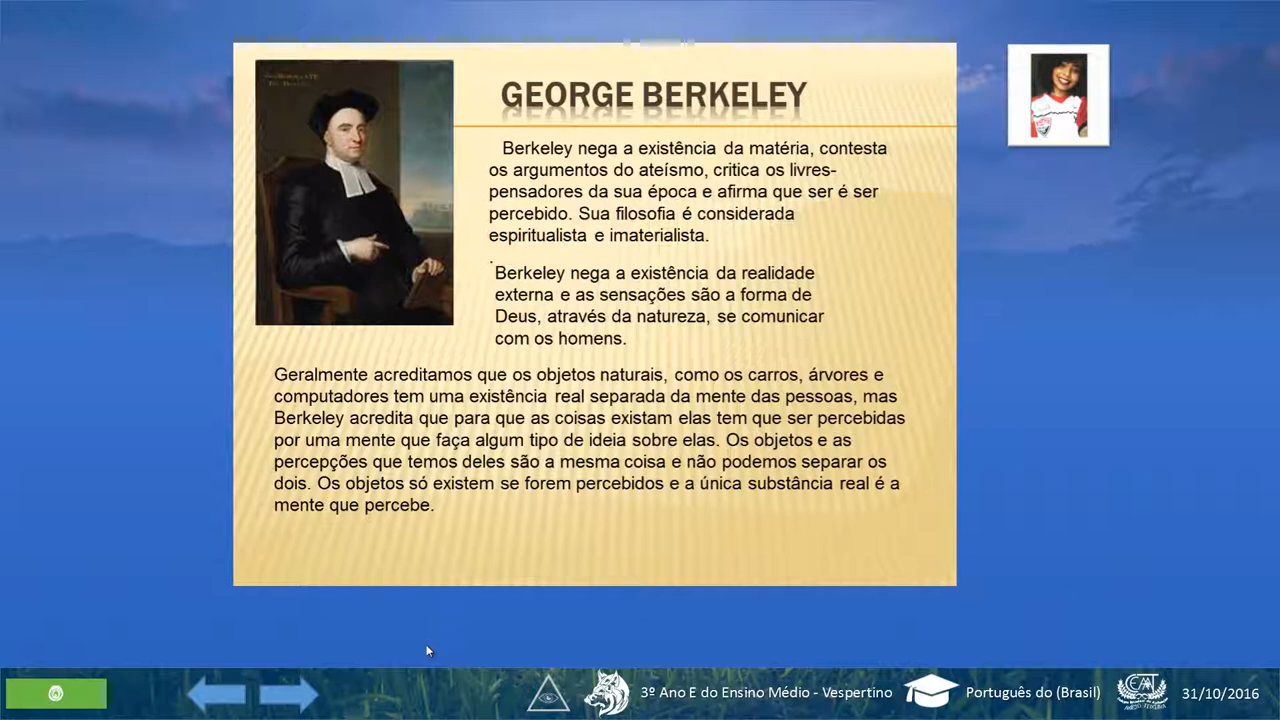 GEORGE BERKELEY
Berkeley nega a existência da matéria, contesta
os argumentos do ateísmo, critica os livres-
pensadores da sua época e afirma que ser é ser
percebido. Sua filosofia é considerada
espiritualista e imaterialista.
.
Berkeley nega a existência da realidade
externa e as sensações são a forma de
Deus, através da natureza, se comunicar
com os homens.
Geralmente acreditamos que os objetos naturais, como os carros, árvores e
computadores tem uma existência real separada da mente das pessoas, mas
Berkeley acredita que para que as coisas existam elas tem que ser percebidas
por uma mente que faça algum tipo de ideia sobre elas. Os objetos e as
percepções que temos deles são a mesma coisa e não podemos separar os
dois. Os objetos só existem se forem percebidos e a única substância real é a
mente que percebe.
3º Ano E do Ensino Médio - Vespertino
Português do (Brasil)
31/10/2016